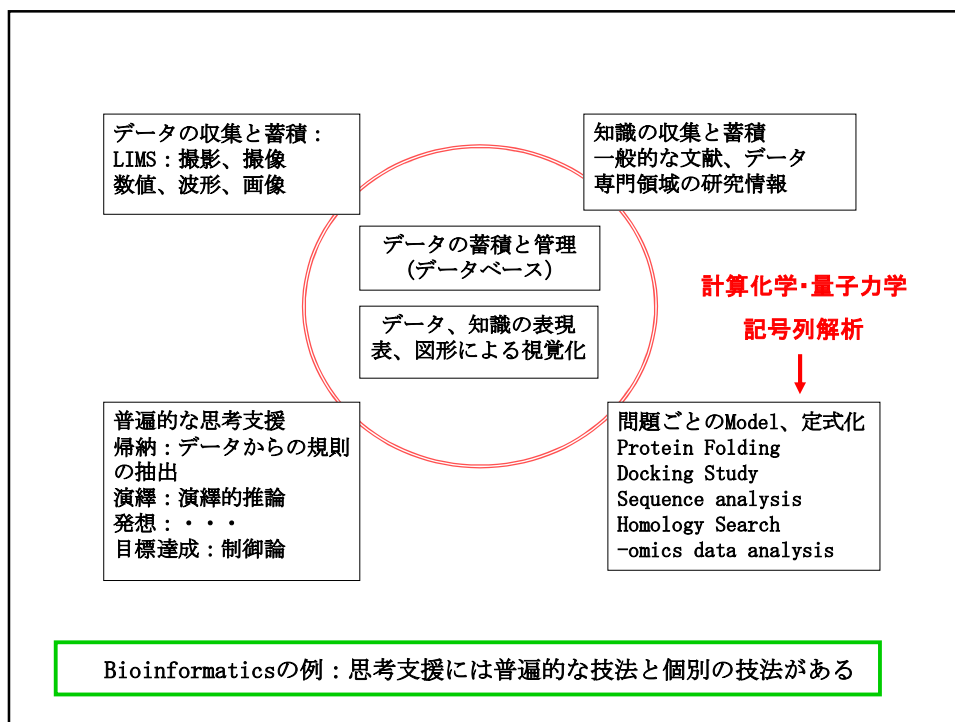 データの収集と蓄積：
LIMS：撮影、撮像
数値、波形、画像
知識の収集と蓄積
一般的な文献、データ
専門領域の研究情報
データの蓄積と管理
(データベース)
データ、知識の表現
表、図形による視覚化
計算化学・量子力学
記号列解析
普遍的な思考支援
帰納：データからの規則
の抽出
演繹：演繹的推論
発想：・・・
目標達成：制御論
問題ごとのModel、定式化
Protein Folding
Docking Study
Sequence analysis
Homology Search
-omics data analysis
Bioinformaticsの例：思考支援には普遍的な技法と個別の技法がある